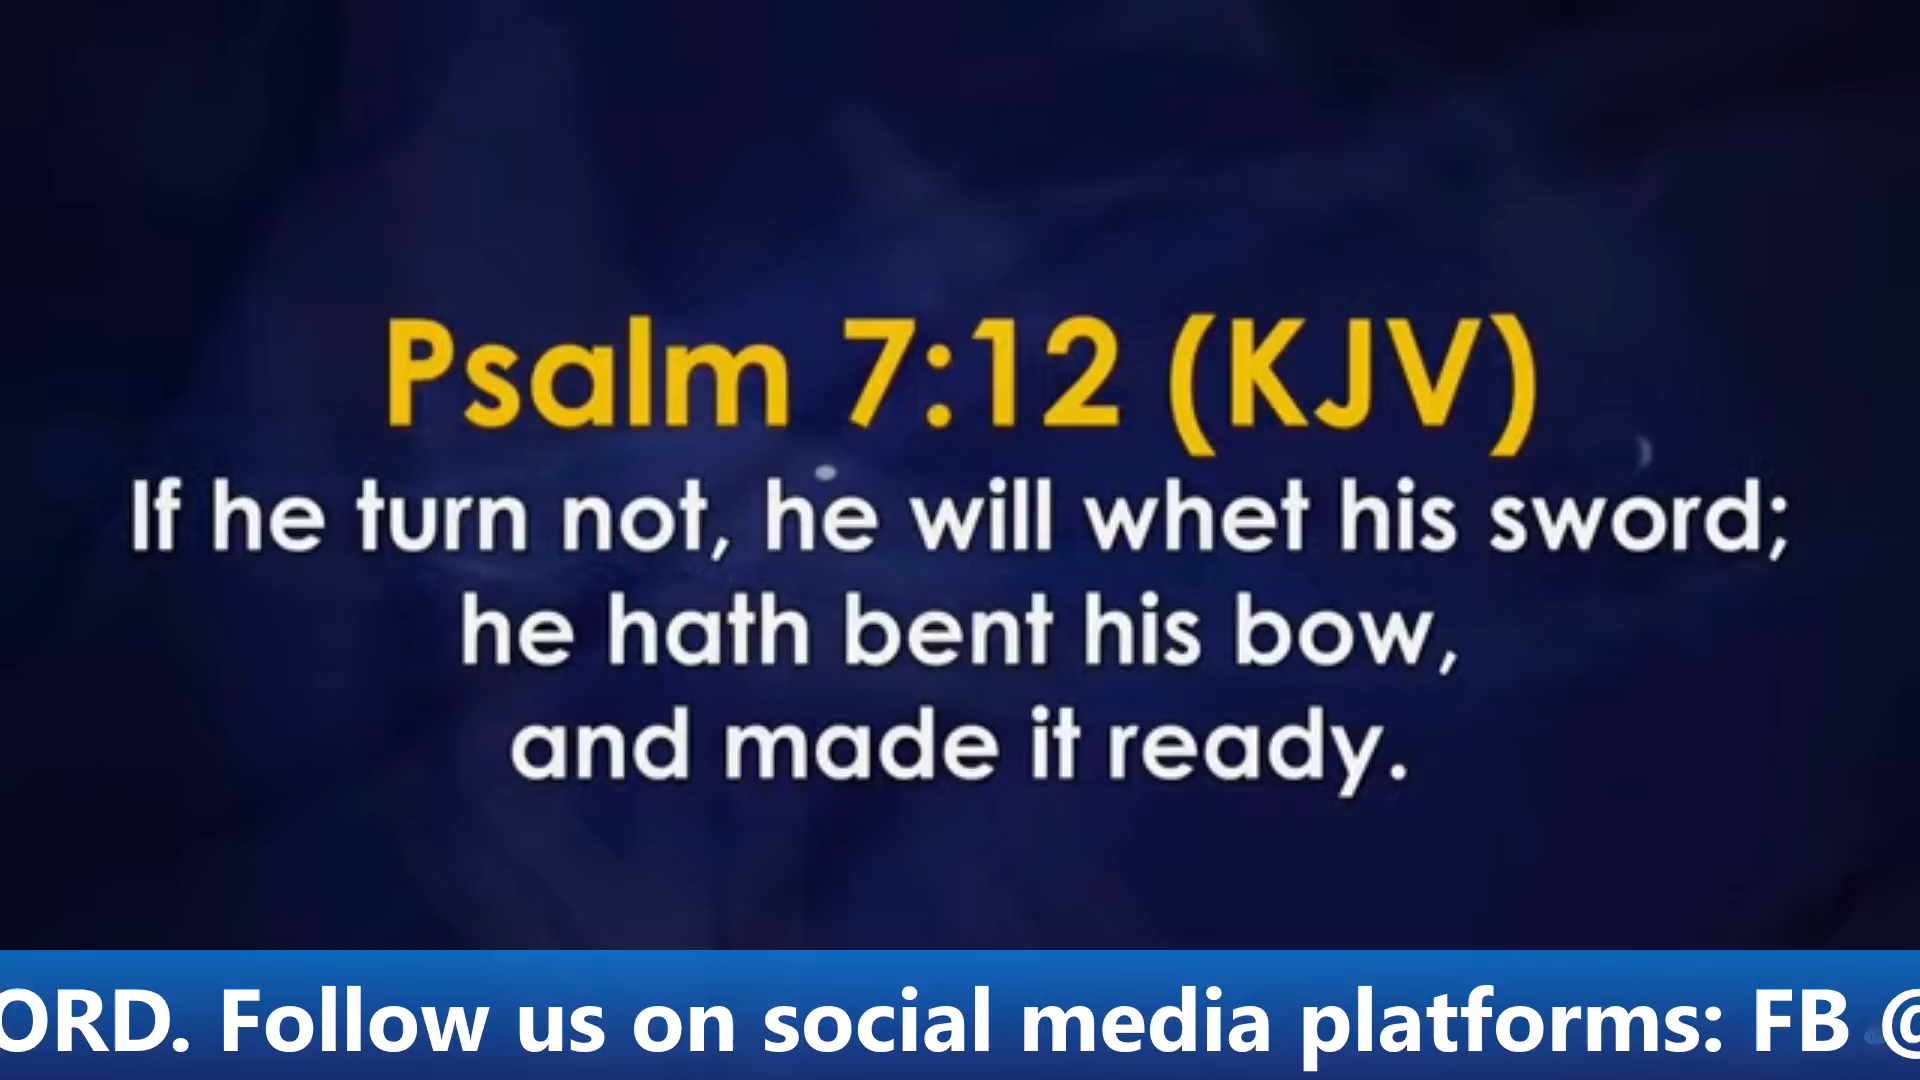 Psalm 7:12 (KJV)
If he turn not, he will whet his sword;
he hath bent his bow,
and made it ready.
ORD. Follow us on social media platforms: FB @